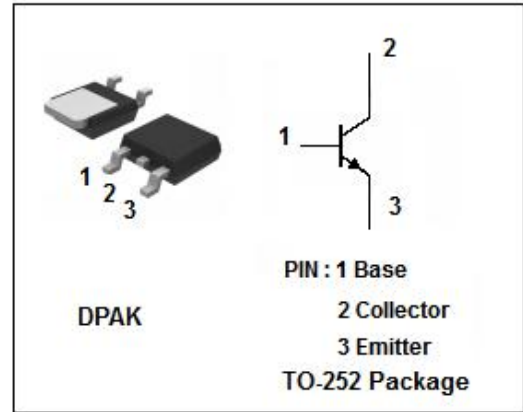 2
1
1
2
3
3
PIN : 1 Base
DPAK
2 Collector
3 Emitter
TO-252 Package